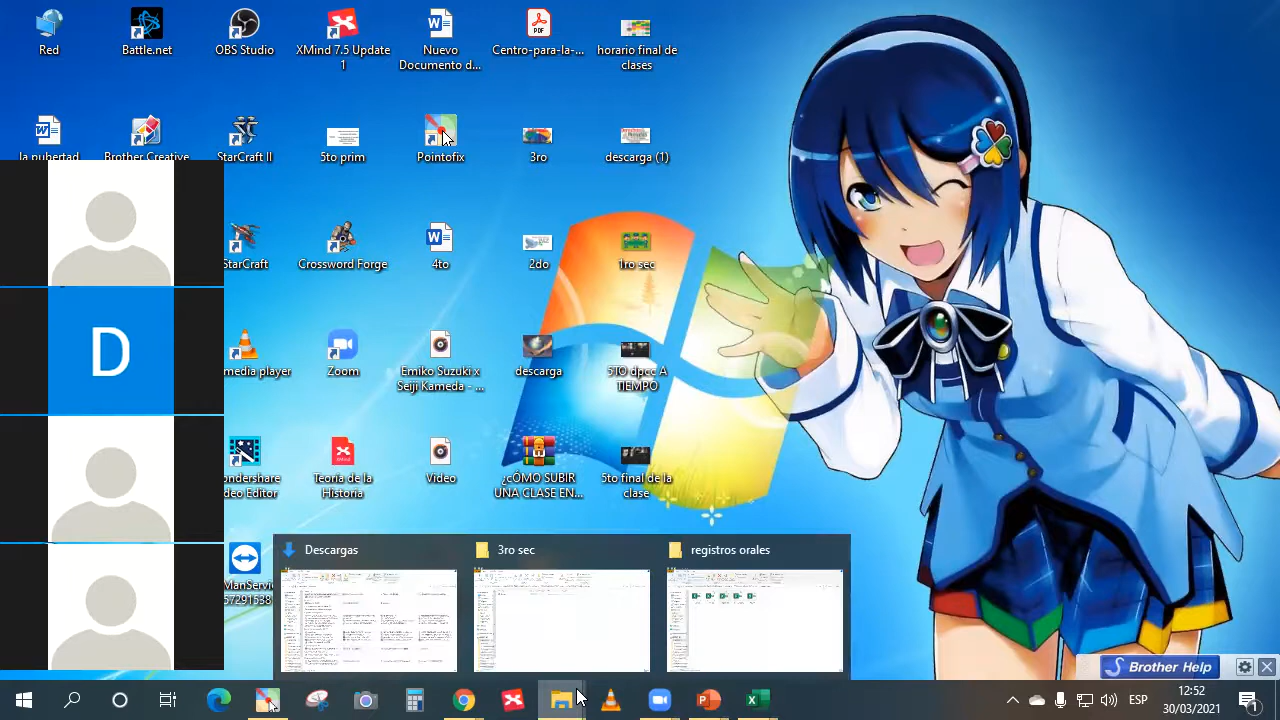 Red
Battle.net
OBS Studio
XMind 7.5 Update
1
Nuevo
Documento d...
Centro-para-la-...
horario final de
clases
la pubertad
Brother Creative
StarCraft II
5to prim
Pointofix
3ro
descarga (1)
StarCraft
Crossword Forge
4to
2do
1ro sec
D
media player
Zoom
Emiko Suzuki x
Seiji Kameda - ...
descarga
5TO dpcc A
TIEMPO
ondershare
deo Editor
Teoria de la
Historia
Video
¿cÓMO SUBIR
UNA CLASE EN...
5to final de la
clase
Descargas
3ro sec
registros orales
ManServi
57291538
Brother Help
ESP
12:52
30/03/2021
1